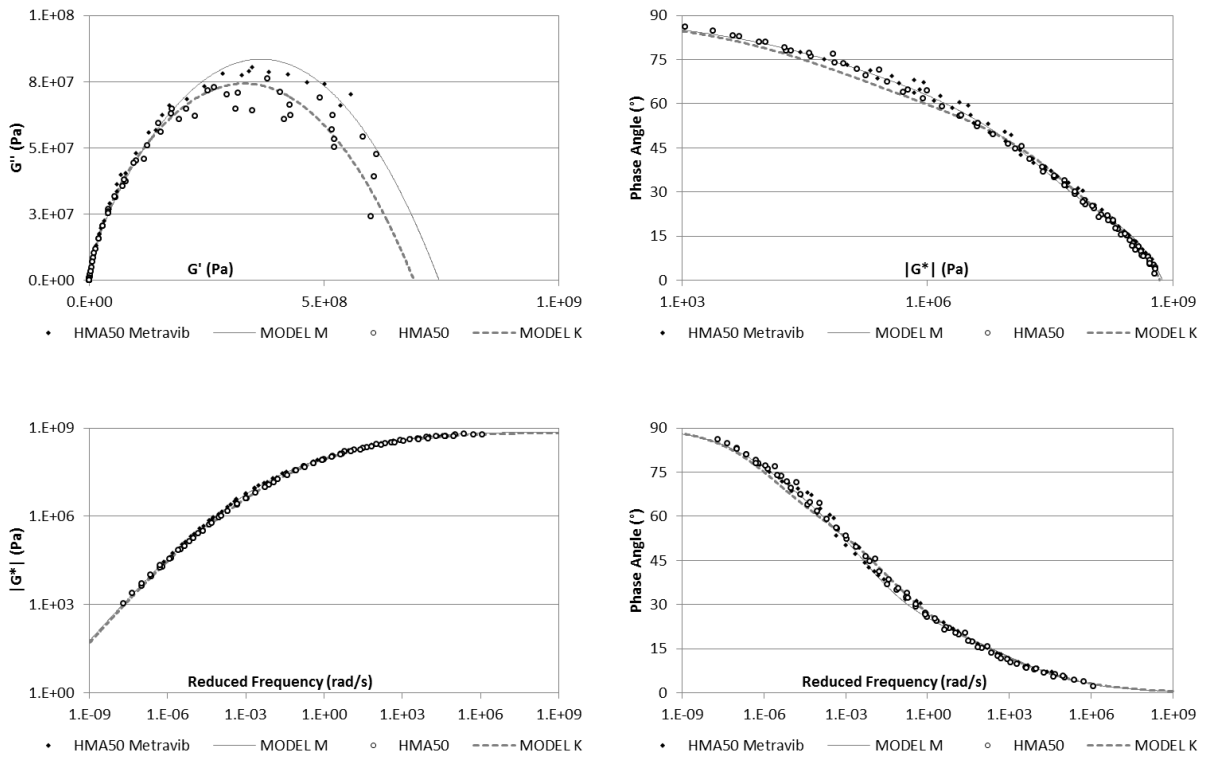 1.E+08
8.E+07
5.E+07
3.E+07
0.E+00
G'' (Pa)
G' (Pa)
0.E+00 5.E+08 1.E+09
HMA50 Metravib MODEL M HMA50 MODEL K
90
75
60
45
30
15
0
Phase Angle (°)
|G*| (Pa)
1.E+03 1.E+06 1.E+09
HMA50 Metravib MODEL M HMA50 MODEL K
1.E+09
1.E+06
1.E+03
1.E+00
|G*| (Pa)
Reduced Frequency (rad/s)
1.E-09 1.E-06 1.E-03 1.E+00 1.E+03 1.E+06 1.E+09
HMA50 Metravib MODEL M HMA50 MODEL K
90
75
60
45
30
15
0
Phase Angle (°)
Reduced Frequency (rad/s)
1.E-09 1.E-06 1.E-03 1.E+00 1.E+03 1.E+06 1.E+09
HMA50 Metravib MODEL M HMA50 MODEL K